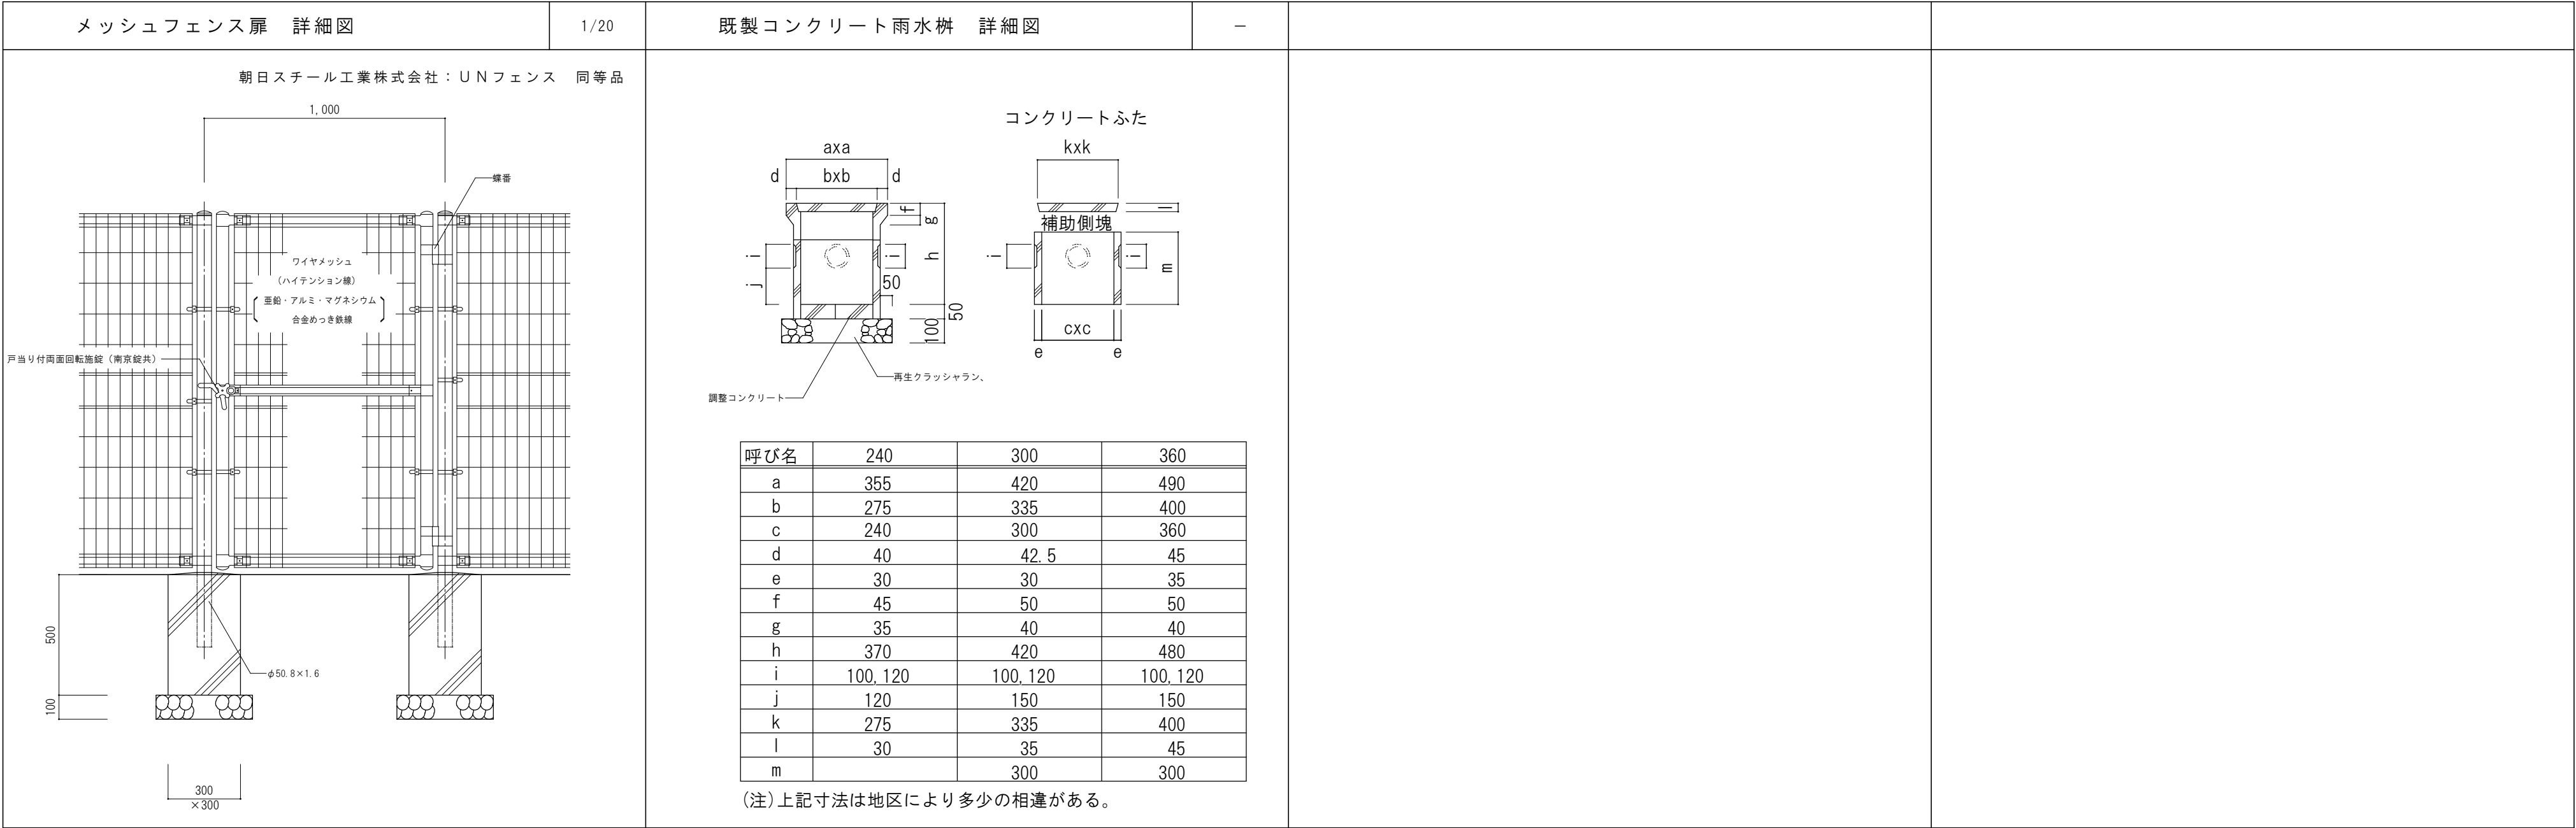 メッシュフェンス扉　詳細図
1/20
朝日スチール工業株式会社：ＵＮフェンス　同等品
1,000
蝶番
ワイヤメッシュ
(ハイテンション線)
亜鉛・アルミ・マグネシウム
合金めっき鉄線
戸当り付両面回転施錠（南京錠共）
500
100
φ50.8×1.6
300
×300
既製コンクリート雨水桝　詳細図
－
コンクリートふた
axa
d bxb d
f
g
h
i
i
j
50
50
100
再生クラッシャラン、
調整コンクリート
kxk
l
補助側塊
i
i
m
cxc
e e
呼び名 240 300 360
a 355 420 490
b 275 335 400
c 240 300 360
d 40 42.5 45
e 30 30 35
f 45 50 50
g 35 40 40
h 370 420 480
i 100,120 100,120 100,120
j 120 150 150
k 275 335 400
l 30 35 45
m 300 300
(注)上記寸法は地区により多少の相違がある。